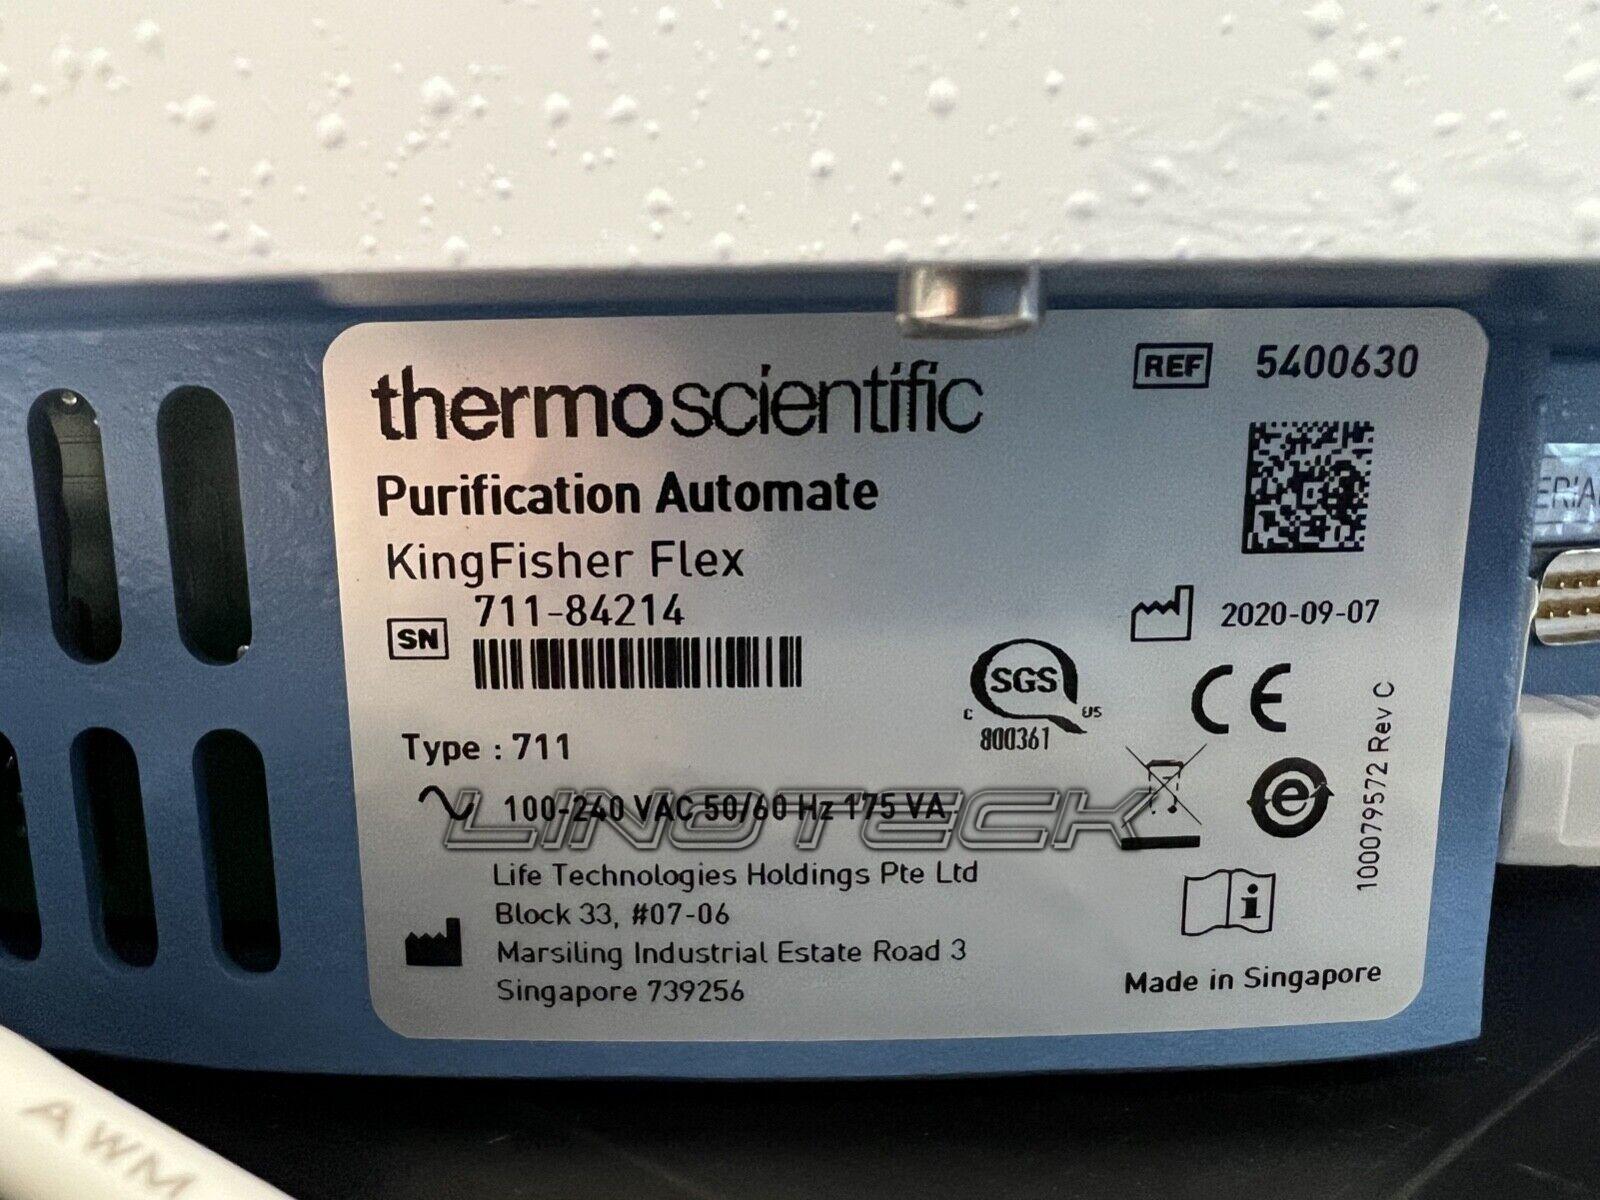 thermoscientific
REF 5400630
Purification Automate
KingFisher Flex
SN 711-84214
2020-09-07
SGS
C US
800361
CE
Type : 711
100-240 VAC 50/60 Hz 175 VA
LINOTECK
e
10079572 Rev C
Life Technologies Holdings Pte Ltd
Block 33, #07-06
Marsiling Industrial Estate Road 3
Singapore 739256
i
Made in Singapore
AWM